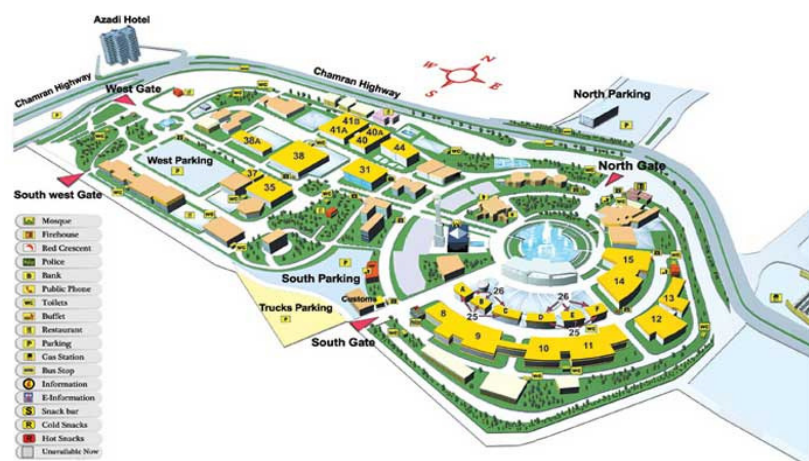 Azadi Hotel
Chamran Highway
Chamran Highway
West Gate
North Parking
41B
41A
40A
40
38A
38
44
North Gate
West Parking
P
37
35
31
South west Gate
South Parking
P
Trucks Parking
P
Customs
South Gate
15
14
13
12
A
B
C
D
E
F
26
26
25
25
8
9
10
11
Mosque
Firehouse
Red Crescent
Police
Bank
Public Phone
Toilets
Buffet
Restaurant
P Parking
Gas Station
Bus Stop
Information
E-Information
S Snack bar
R Cold Snacks
Hot Snacks
Unavailable Now
W
N
S
E